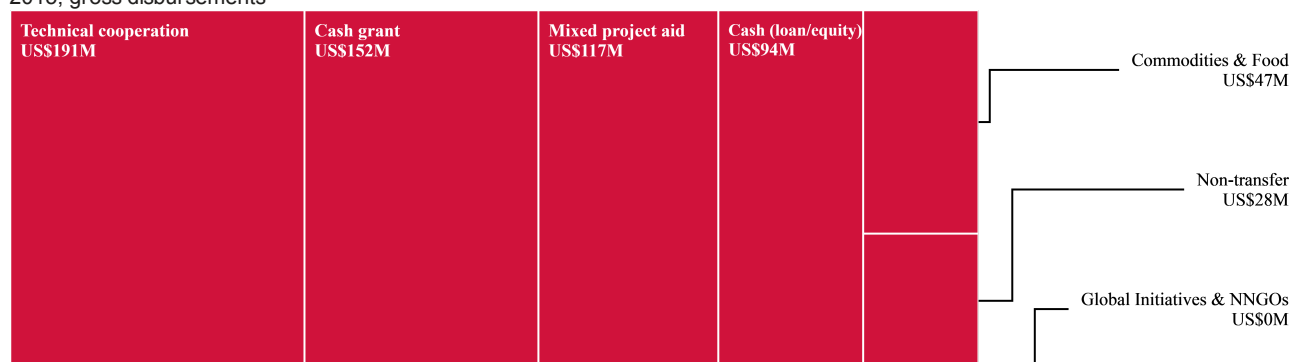 Technical cooperation
US$191M
Cash grant
US$152M
Mixed project aid
US$117M
Cash (loan/equity)
US$94M
Commodities & Food
US$47M
Non-transfer
US$28M
Global Initiatives & NNGOs
US$0M